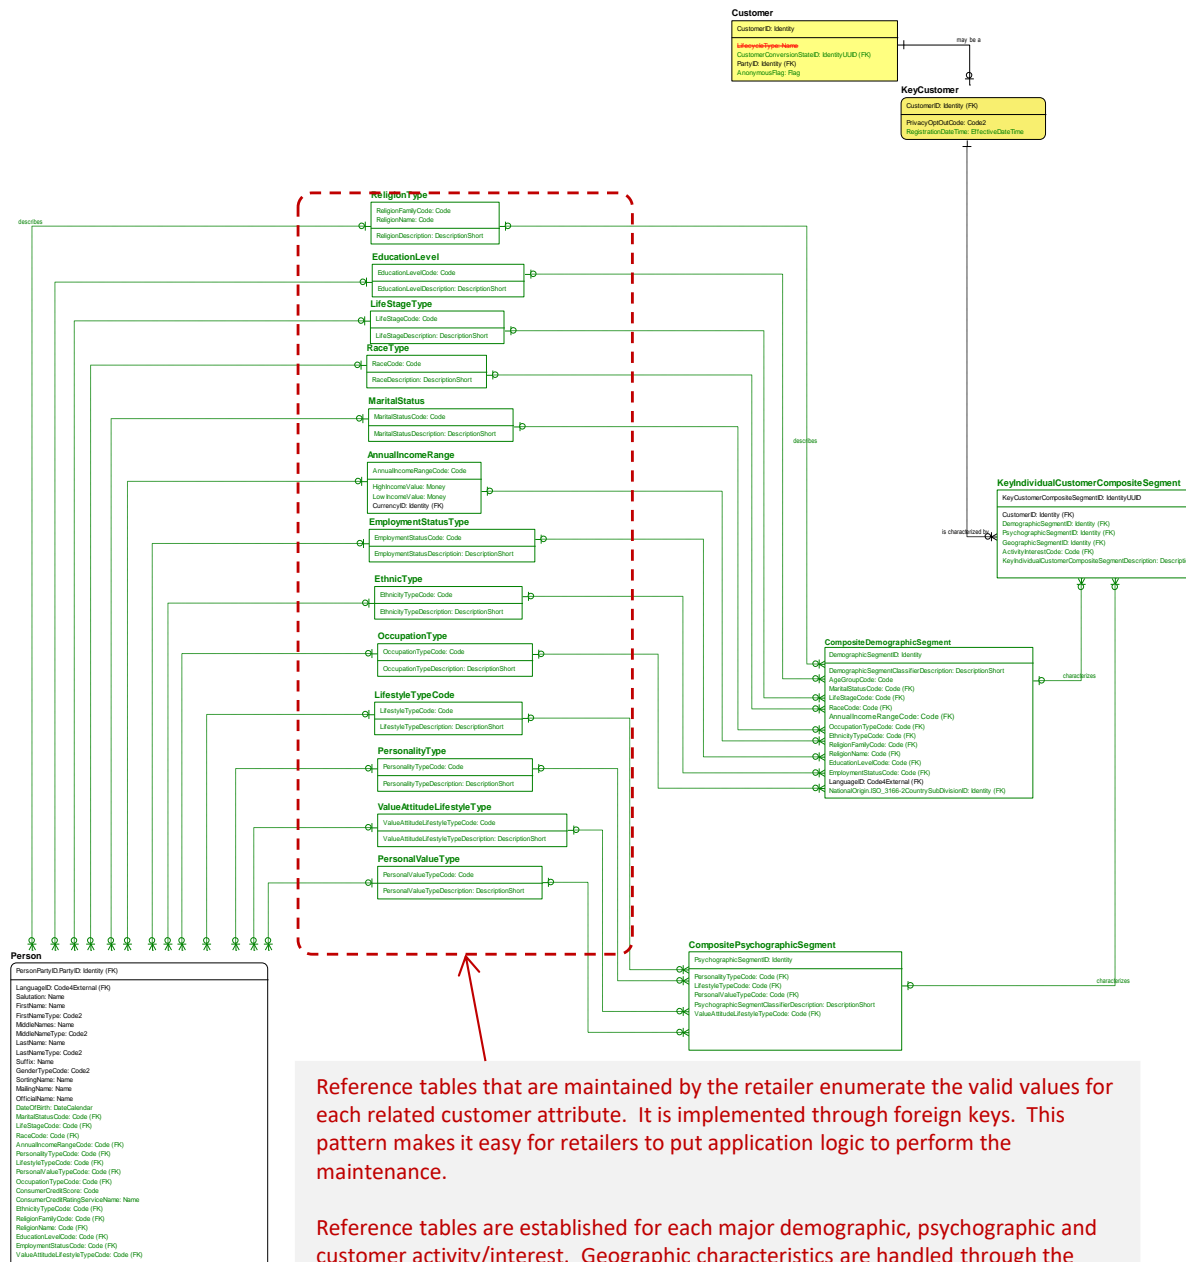 Customer
CustomerID: Identity
LifecycleType: Name
CustomerConversionStateID: IdentityUUID (FK)
PartyID: Identity (FK)
AnonymousFlag: Flag
may be a
KeyCustomer
CustomerID: Identity (FK)
PrivacyOptOutCode: Code2
RegistrationDateTime: EffectiveDateTime
ReligionType
ReligionFamilyCode: Code
ReligionName: Code
ReligionDescription: DescriptionShort
describes
EducationLevel
EducationLevelCode: Code
EducationLevelDescription: DescriptionShort
LifeStageType
LifeStageCode: Code
LifeStageDescription: DescriptionShort
RaceType
RaceCode: Code
RaceDescription: DescriptionShort
MaritalStatus
MaritalStatusCode: Code
MaritalStatusDescription: DescriptionShort
describes
AnnualIncomeRange
AnnualIncomeRangeCode: Code
HighIncomeValue: Money
LowIncomeValue: Money
CurrencyID: Identity (FK)
EmploymentStatusType
EmploymentStatusCode: Code
EmploymentStatusDescriptioin: DescriptionShort
EthnicType
EthnicityTypeCode: Code
EthnicityTypeDescription: DescriptionShort
OccupationType
OccupationTypeCode: Code
OccupationTypeDescription: DescriptionShort
LifestyleTypeCode
LifestyleTypeCode: Code
LifestyleTypeDescription: DescriptionShort
PersonalityType
PersonalityTypeCode: Code
PersonalityTypeDescription: DescriptionShort
ValueAttitudeLifestyleType
ValueAttitudeLifestyleTypeCode: Code
ValueAttitudeLifestyleTypeDescription: DescriptionShort
PersonalValueType
PersonalValueTypeCode: Code
PersonalValueTypeDescription: DescriptionShort
KeyIndividualCustomerCompositeSegment
KeyCustomerCompositeSegmentID: IdentityUUID
CustomerID: Identity (FK)
DemographicSegmentID: Identity (FK)
PsychographicSegmentID: Identity (FK)
GeographicSegmentID: Identity (FK)
ActivityInterestCode: Code (FK)
KeyIndividualCustomerCompositeSegmentDescription: Descripti
is characterized by
CompositeDemographicSegment
DemographicSegmentID: Identity
DemographicSegmentClassifierDescription: DescriptionShort
AgeGroupCode: Code
MaritalStatusCode: Code (FK)
LifeStageCode: Code (FK)
RaceCode: Code (FK)
AnnualIncomeRangeCode: Code (FK)
OccupationTypeCode: Code (FK)
EthnicityTypeCode: Code (FK)
ReligionFamilyCode: Code (FK)
ReligionName: Code (FK)
EducationLevelCode: Code (FK)
EmploymentStatusCode: Code (FK)
LanguageID: Code4External (FK)
NationalOrigin.ISO_3166-2CountrySubDivisionID: Identity (FK)
characterizes
CompositePsychographicSegment
PsychographicSegmentID: Identity
PersonalityTypeCode: Code (FK)
LifestyleTypeCode: Code (FK)
PersonalValueTypeCode: Code (FK)
PsychographicSegmentClassifierDescription: DescriptionShort
ValueAttitudeLifestyleTypeCode: Code (FK)
characterizes
Person
PersonPartyID.PartyID: Identity (FK)
LanguageID: Code4External (FK)
Salutation: Name
FirstName: Name
FirstNameType: Code2
MiddleNames: Name
MiddleNameType: Code2
LastName: Name
LastNameType: Code2
Suffix: Name
GenderTypeCode: Code2
SortingName: Name
MailingName: Name
OfficialName: Name
DateOfBirth: DateCalendar
MaritalStatusCode: Code (FK)
LifeStageCode: Code (FK)
RaceCode: Code (FK)
AnnualIncomeRangeCode: Code (FK)
PersonalityTypeCode: Code (FK)
LifestyleTypeCode: Code (FK)
PersonalValueTypeCode: Code (FK)
OccupationTypeCode: Code (FK)
ConsumerCreditScore: Code
ConsumerCreditRatingServiceName: Name
EthnicityTypeCode: Code (FK)
ReligionFamilyCode: Code (FK)
ReligionName: Code (FK)
EducationLevelCode: Code (FK)
EmploymentStatusCode: Code (FK)
ValueAttitudeLifestyleTypeCode: Code (FK)
Reference tables that are maintained by the retailer enumerate the valid values for
each related customer attribute.  It is implemented through foreign keys.  This
pattern makes it easy for retailers to put application logic to perform the
maintenance.
Reference tables are established for each major demographic, psychographic and
customer activity/interest.  Geographic characteristics are handled through the